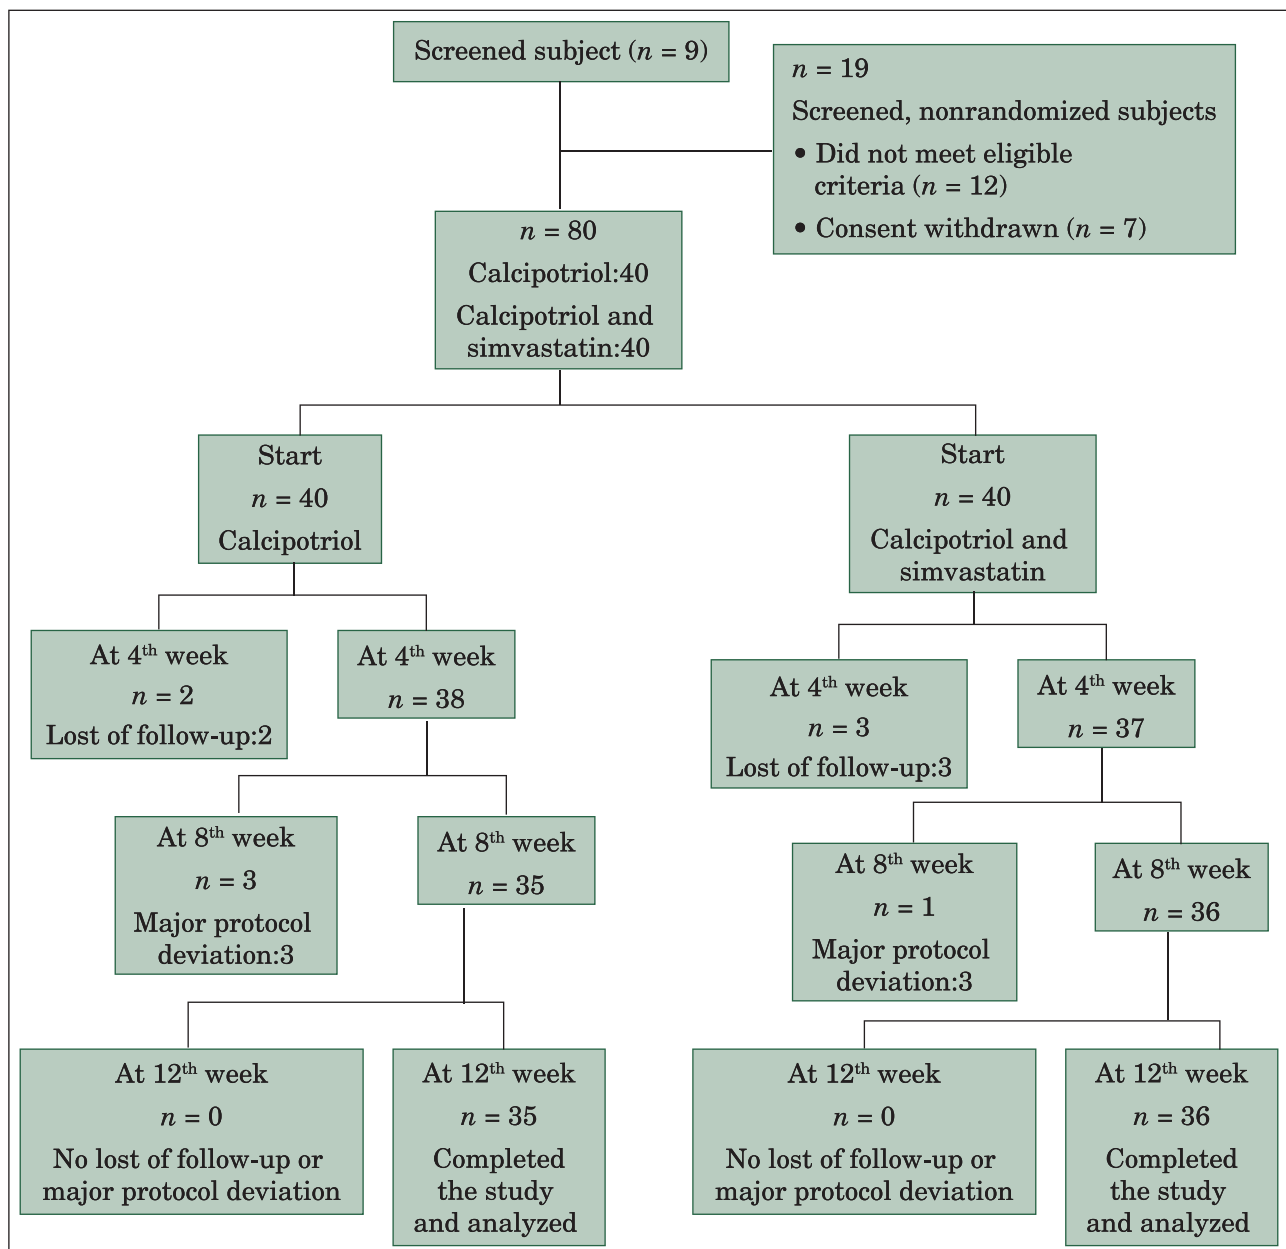 Screened subject (n = 9)
n = 19
Screened, nonrandomized subjects
• Did not meet eligible
criteria (n = 12)
• Consent withdrawn (n = 7)
n = 80
Calcipotriol:40
Calcipotriol and
simvastatin:40
Start
n = 40
Calcipotriol
Start
n = 40
Calcipotriol and
simvastatin
At 4th week
n = 2
Lost of follow-up:2
At 4th week
n = 38
At 4th week
n = 3
Lost of follow-up:3
At 4th week
n = 37
At 8th week
n = 3
Major protocol
deviation:3
At 8th week
n = 35
At 8th week
n = 1
Major protocol
deviation:3
At 8th week
n = 36
At 12th week
n = 0
No lost of follow-up or
major protocol deviation
At 12th week
n = 35
Completed
the study
and analyzed
At 12th week
n = 0
No lost of follow-up or
major protocol deviation
At 12th week
n = 36
Completed
the study
and analyzed